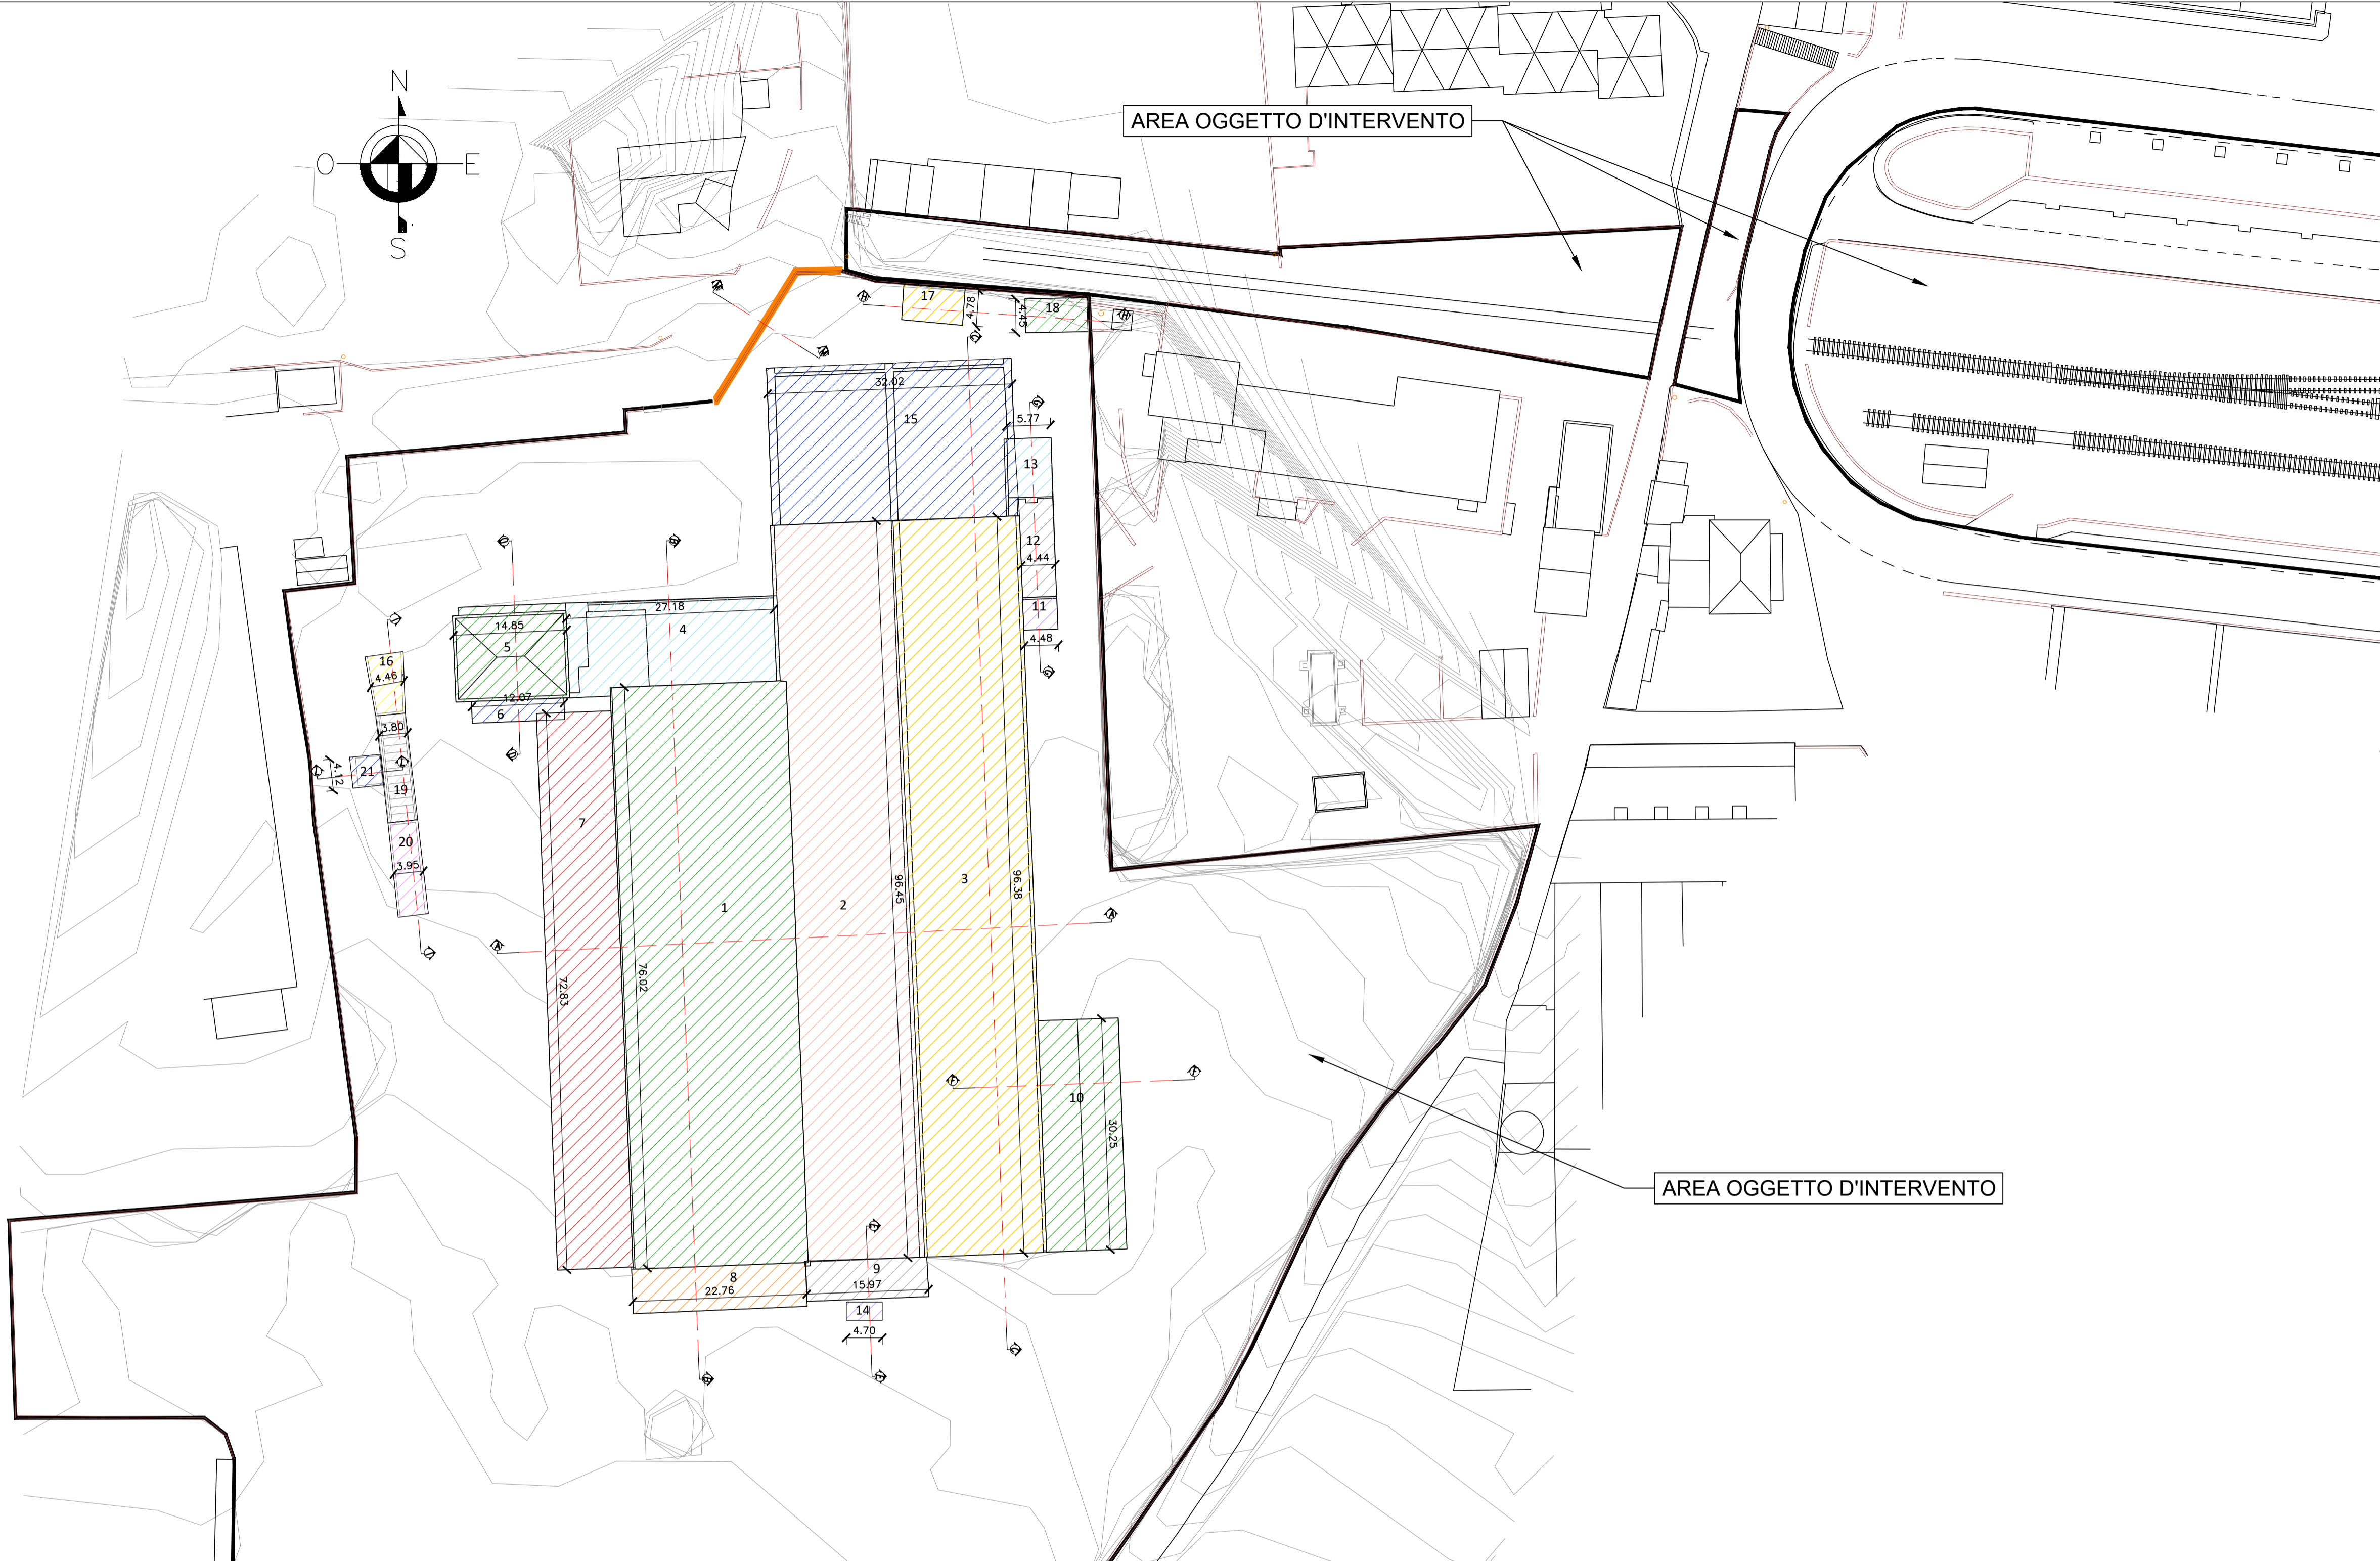 N
O
E
S
AREA OGGETTO D'INTERVENTO
M
M
H
17
4.78
4.45
18
H
C
32.02
15
G
5.77
13
12
4.44
11
4.48
G
D
B
27.18
4
14.85
5
12.07
6
D
I
16
4.46
3.80
L
4.12
21
L
19
20
3.95
I
7
1
2
96.45
3
96.38
A
A
72.83
76.02
F
F
10
30.25
AREA OGGETTO D'INTERVENTO
E
8
22.76
9
15.97
14
4.70
C
B
E